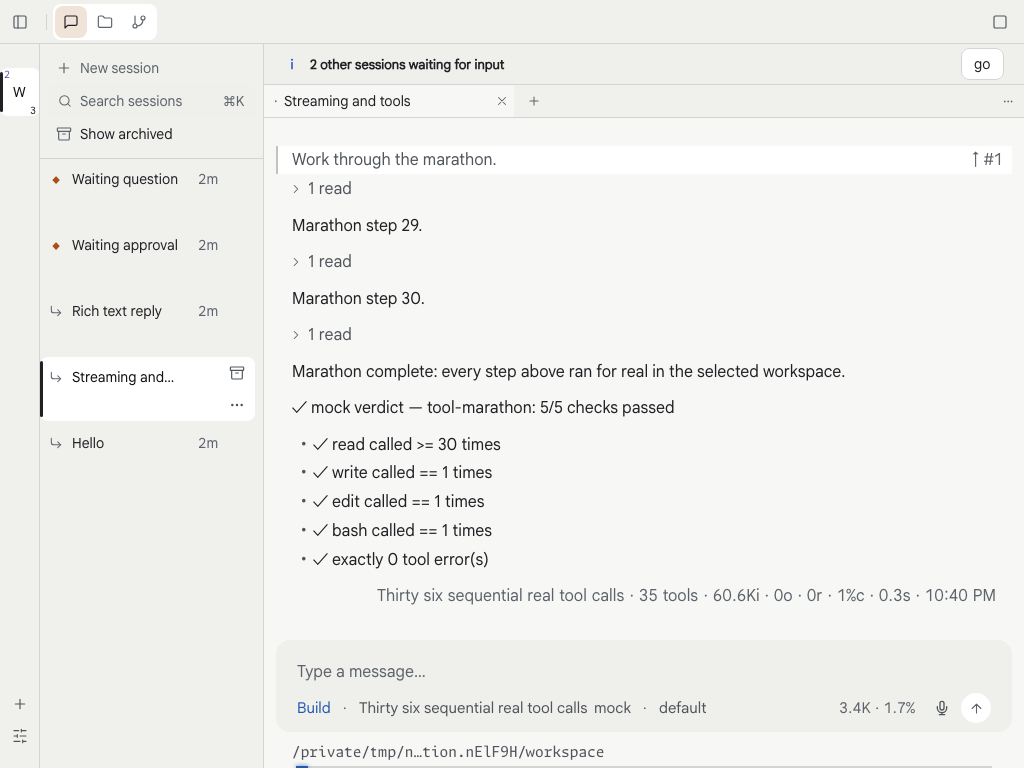 2
W
3
New session
Search sessions ⌘K
Show archived
Waiting question 2m
Waiting approval 2m
Rich text reply 2m
Streaming and…
Hello 2m
2 other sessions waiting for input
go
· Streaming and tools
Work through the marathon. ↑ #1
1 read
Marathon step 29.
1 read
Marathon step 30.
1 read
Marathon complete: every step above ran for real in the selected workspace.
✓ mock verdict — tool-marathon: 5/5 checks passed
• ✓ read called >= 30 times
• ✓ write called == 1 times
• ✓ edit called == 1 times
• ✓ bash called == 1 times
• ✓ exactly 0 tool error(s)
Thirty six sequential real tool calls · 35 tools · 60.6Ki · 0o · 0r · 1%c · 0.3s · 10:40 PM
Type a message…
Build · Thirty six sequential real tool calls mock · default 3.4K · 1.7%
/private/tmp/n…tion.nElF9H/workspace